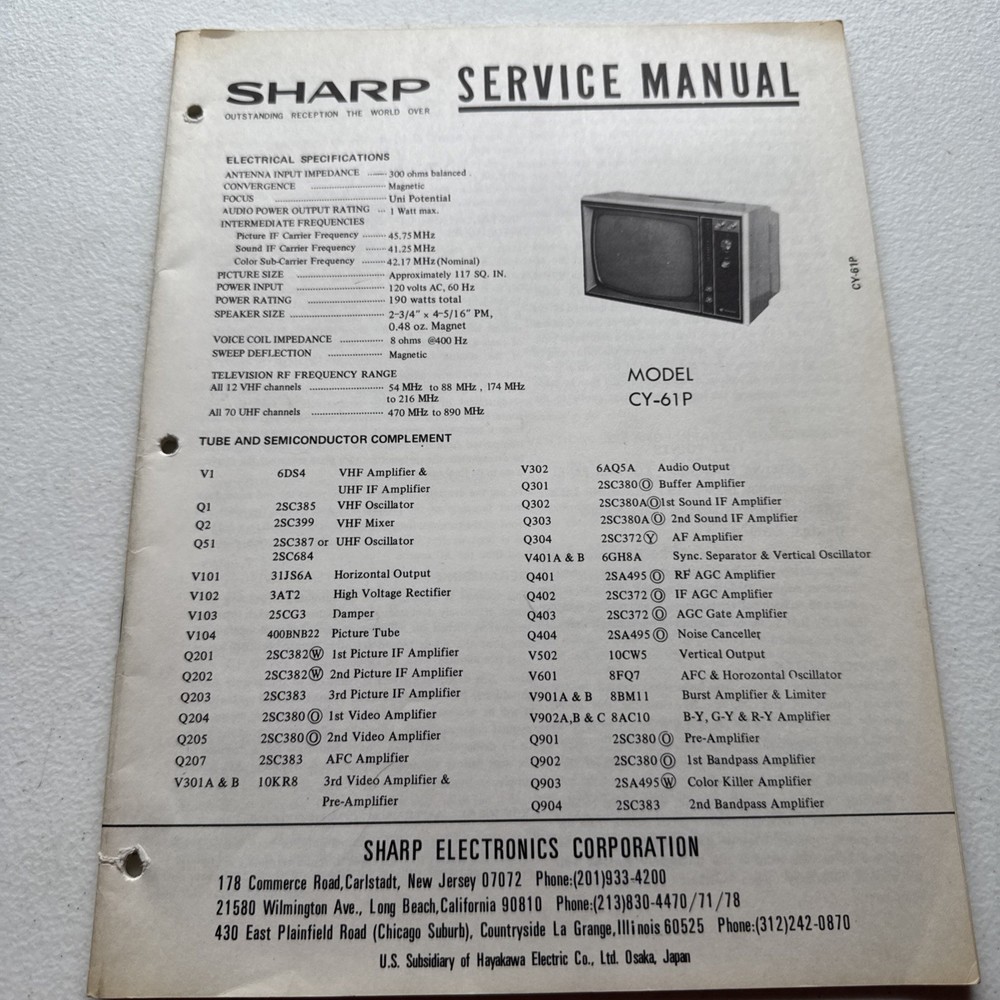 SHARP SERVICE MANUAL
OUTSTANDING RECEPTION THE WORLD OVER
ELECTRICAL SPECIFICATIONS
ANTENNA INPUT IMPEDANCE ...... 300 ohms balanced .
CONVERGENCE ...... Magnetic
FOCUS ...... Uni Potential
AUDIO POWER OUTPUT RATING ... 1 Watt max.
INTERMEDIATE FREQUENCIES
Picture IF Carrier Frequency ...... 45.75 MHz
Sound IF Carrier Frequency ...... 41.25 MHz
Color Sub-Carrier Frequency ...... 42.17 MHz (Nominal)
PICTURE SIZE ...... Approximately 117 SQ. IN.
POWER INPUT ...... 120 volts AC, 60 Hz
POWER RATING ...... 190 watts total
SPEAKER SIZE ...... 2-3/4" × 4-5/16" PM,
0.48 oz. Magnet
VOICE COIL IMPEDANCE ...... 8 ohms @400 Hz
SWEEP DEFLECTION ...... Magnetic
TELEVISION RF FREQUENCY RANGE
All 12 VHF channels ...... 54 MHz to 88 MHz , 174 MHz
to 216 MHz
All 70 UHF channels ...... 470 MHz to 890 MHz
CY-61P
MODEL
CY-61P
TUBE AND SEMICONDUCTOR COMPLEMENT
V1 6DS4 VHF Amplifier &
UHF IF Amplifier
Q1 2SC385 VHF Oscillator
Q2 2SC399 VHF Mixer
Q51 2SC387 or UHF Oscillator
2SC684
V101 31JS6A Horizontal Output
V102 3AT2 High Voltage Rectifier
V103 25CG3 Damper
V104 400BNB22 Picture Tube
Q201 2SC382Ⓦ 1st Picture IF Amplifier
Q202 2SC382Ⓦ 2nd Picture IF Amplifier
Q203 2SC383 3rd Picture IF Amplifier
Q204 2SC380Ⓞ 1st Video Amplifier
Q205 2SC380Ⓞ 2nd Video Amplifier
Q207 2SC383 AFC Amplifier
V301A & B 10KR8 3rd Video Amplifier &
Pre-Amplifier
V302 6AQ5A Audio Output
Q301 2SC380Ⓞ Buffer Amplifier
Q302 2SC380AⓄ1st Sound IF Amplifier
Q303 2SC380AⓄ 2nd Sound IF Amplifier
Q304 2SC372Ⓨ AF Amplifier
V401A & B 6GH8A Sync. Separator & Vertical Oscillator
Q401 2SA495Ⓞ RF AGC Amplifier
Q402 2SC372Ⓞ IF AGC Amplifier
Q403 2SC372Ⓞ AGC Gate Amplifier
Q404 2SA495Ⓞ Noise Canceller
V502 10CW5 Vertical Output
V601 8FQ7 AFC & Horozontal Oscillator
V901A & B 8BM11 Burst Amplifier & Limiter
V902A,B & C 8AC10 B-Y, G-Y & R-Y Amplifier
Q901 2SC380Ⓞ Pre-Amplifier
Q902 2SC380Ⓞ 1st Bandpass Amplifier
Q903 2SA495Ⓦ Color Killer Amplifier
Q904 2SC383 2nd Bandpass Amplifier
SHARP ELECTRONICS CORPORATION
178 Commerce Road,Carlstadt, New Jersey 07072 Phone:(201)933-4200
21580 Wilmington Ave., Long Beach,California 90810 Phone:(213)830-4470/71/78
430 East Plainfield Road (Chicago Suburb), Countryside La Grange,Illinois 60525 Phone:(312)242-0870
U.S. Subsidiary of Hayakawa Electric Co., Ltd. Osaka, Japan